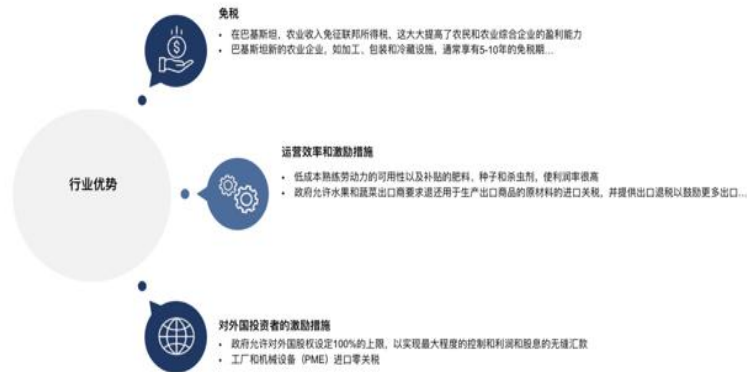 免税
• 在巴基斯坦，农业收入免征联邦所得税，这大大提高了农民和农业综合企业的盈利能力
• 巴基斯坦新的农业企业，如加工、包装和冷藏设施，通常享有5-10年的免税期...
行业优势
运营效率和激励措施
• 低成本熟练劳动力的可用性以及补贴的肥料、种子和杀虫剂，使利润率很高
• 政府允许水果和蔬菜出口商要求退还用于生产出口商品的原材料的进口关税，并提供出口退税以鼓励更多出口...
对外国投资者的激励措施
• 政府允许对外国股权设定100%的上限，以实现最大程度的控制和利润和股息的无缝汇款
• 工厂和机械设备（PME）进口零关税